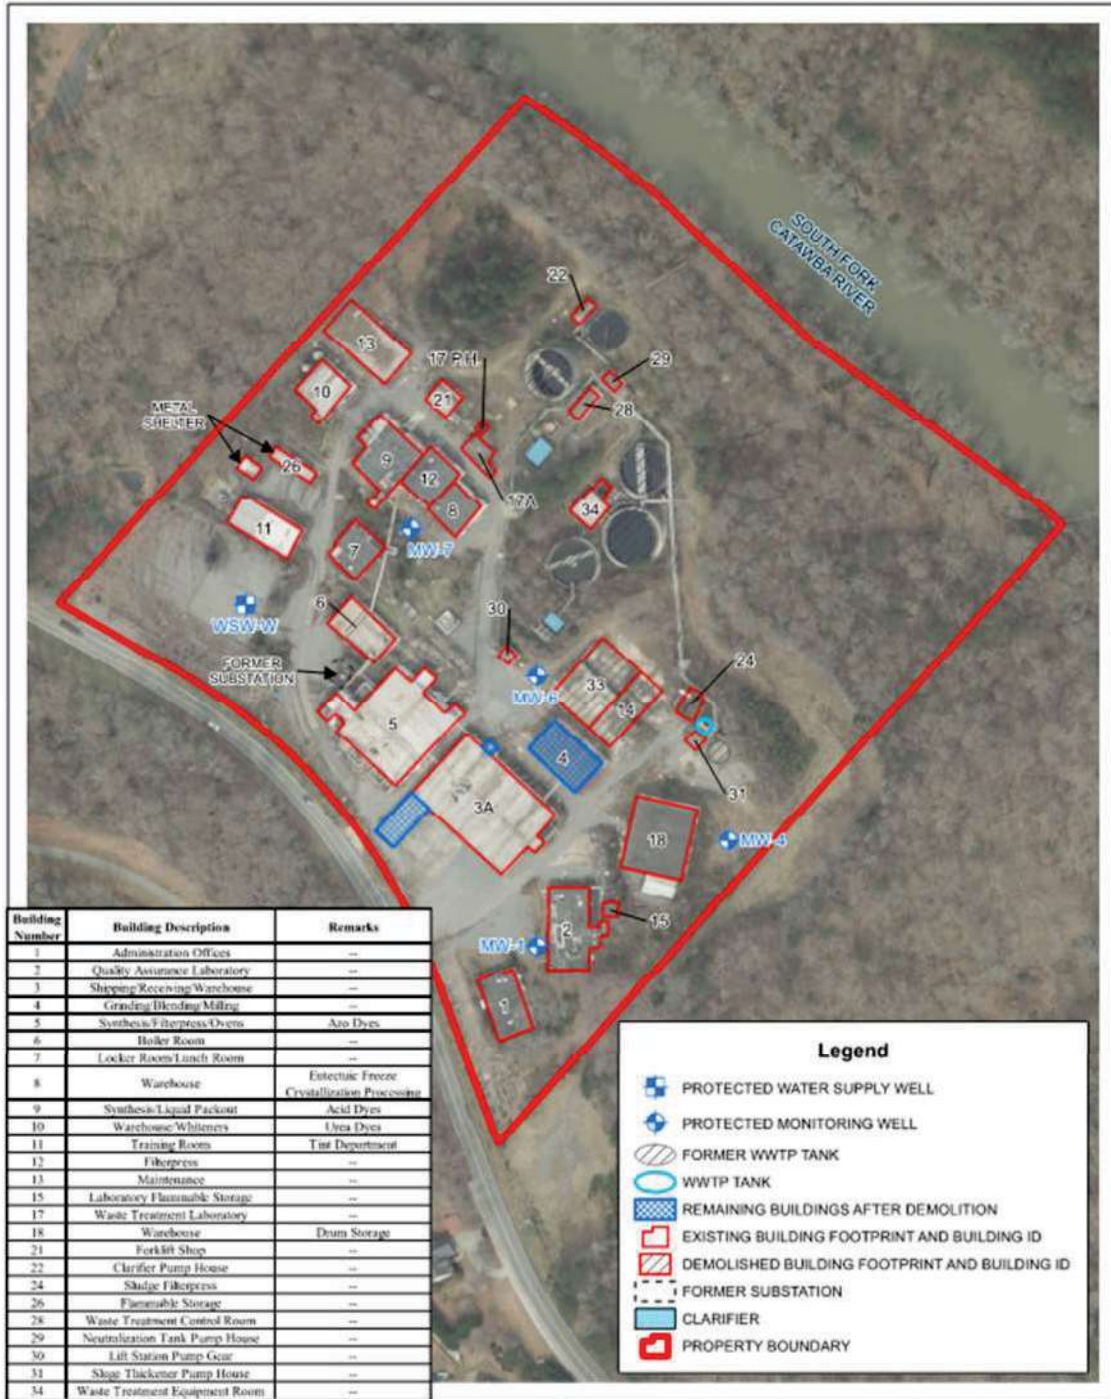 SOUTH FORK
CATAWBA RIVER
22
29
13
17 P.H.
28
10
21
METAL
SHELTER
26
9
12
17A
8
34
11
MW-7
7
WSW-W
6
30
FORMER
SUBSTATION
24
MW-6
33
14
5
4
31
3A
18
MW-4
15
2
MW-1
1
Building Number Building Description Remarks
1 Administration Offices --
2 Quality Assurance Laboratory --
3 Shipping/Receiving/Warehouse --
4 Grinding/Blending/Milling --
5 Synthesis/Filterpress/Ovens Azo Dyes
6 Boiler Room --
7 Locker Room/Lunch Room --
8 Warehouse Eutectuic Freeze
Crystallization Processing
9 Synthesis/Liquid Packout Acid Dyes
10 Warehouse/Whiteners Urea Dyes
11 Training Room Tint Department
12 Filterpress --
13 Maintenance --
15 Laboratory Flammable Storage --
17 Waste Treatment Laboratory --
18 Warehouse Drum Storage
21 Forklift Shop --
22 Clarifier Pump House --
24 Sludge Filterpress --
26 Flammable Storage --
28 Waste Treatment Control Room --
29 Neutralization Tank Pump House --
30 Lift Station Pump Gear --
31 Sluge Thickener Pump House --
34 Waste Treatment Equipment Room --
Legend
PROTECTED WATER SUPPLY WELL
PROTECTED MONITORING WELL
FORMER WWTP TANK
WWTP TANK
REMAINING BUILDINGS AFTER DEMOLITION
EXISTING BUILDING FOOTPRINT AND BUILDING ID
DEMOLISHED BUILDING FOOTPRINT AND BUILDING ID
FORMER SUBSTATION
CLARIFIER
PROPERTY BOUNDARY